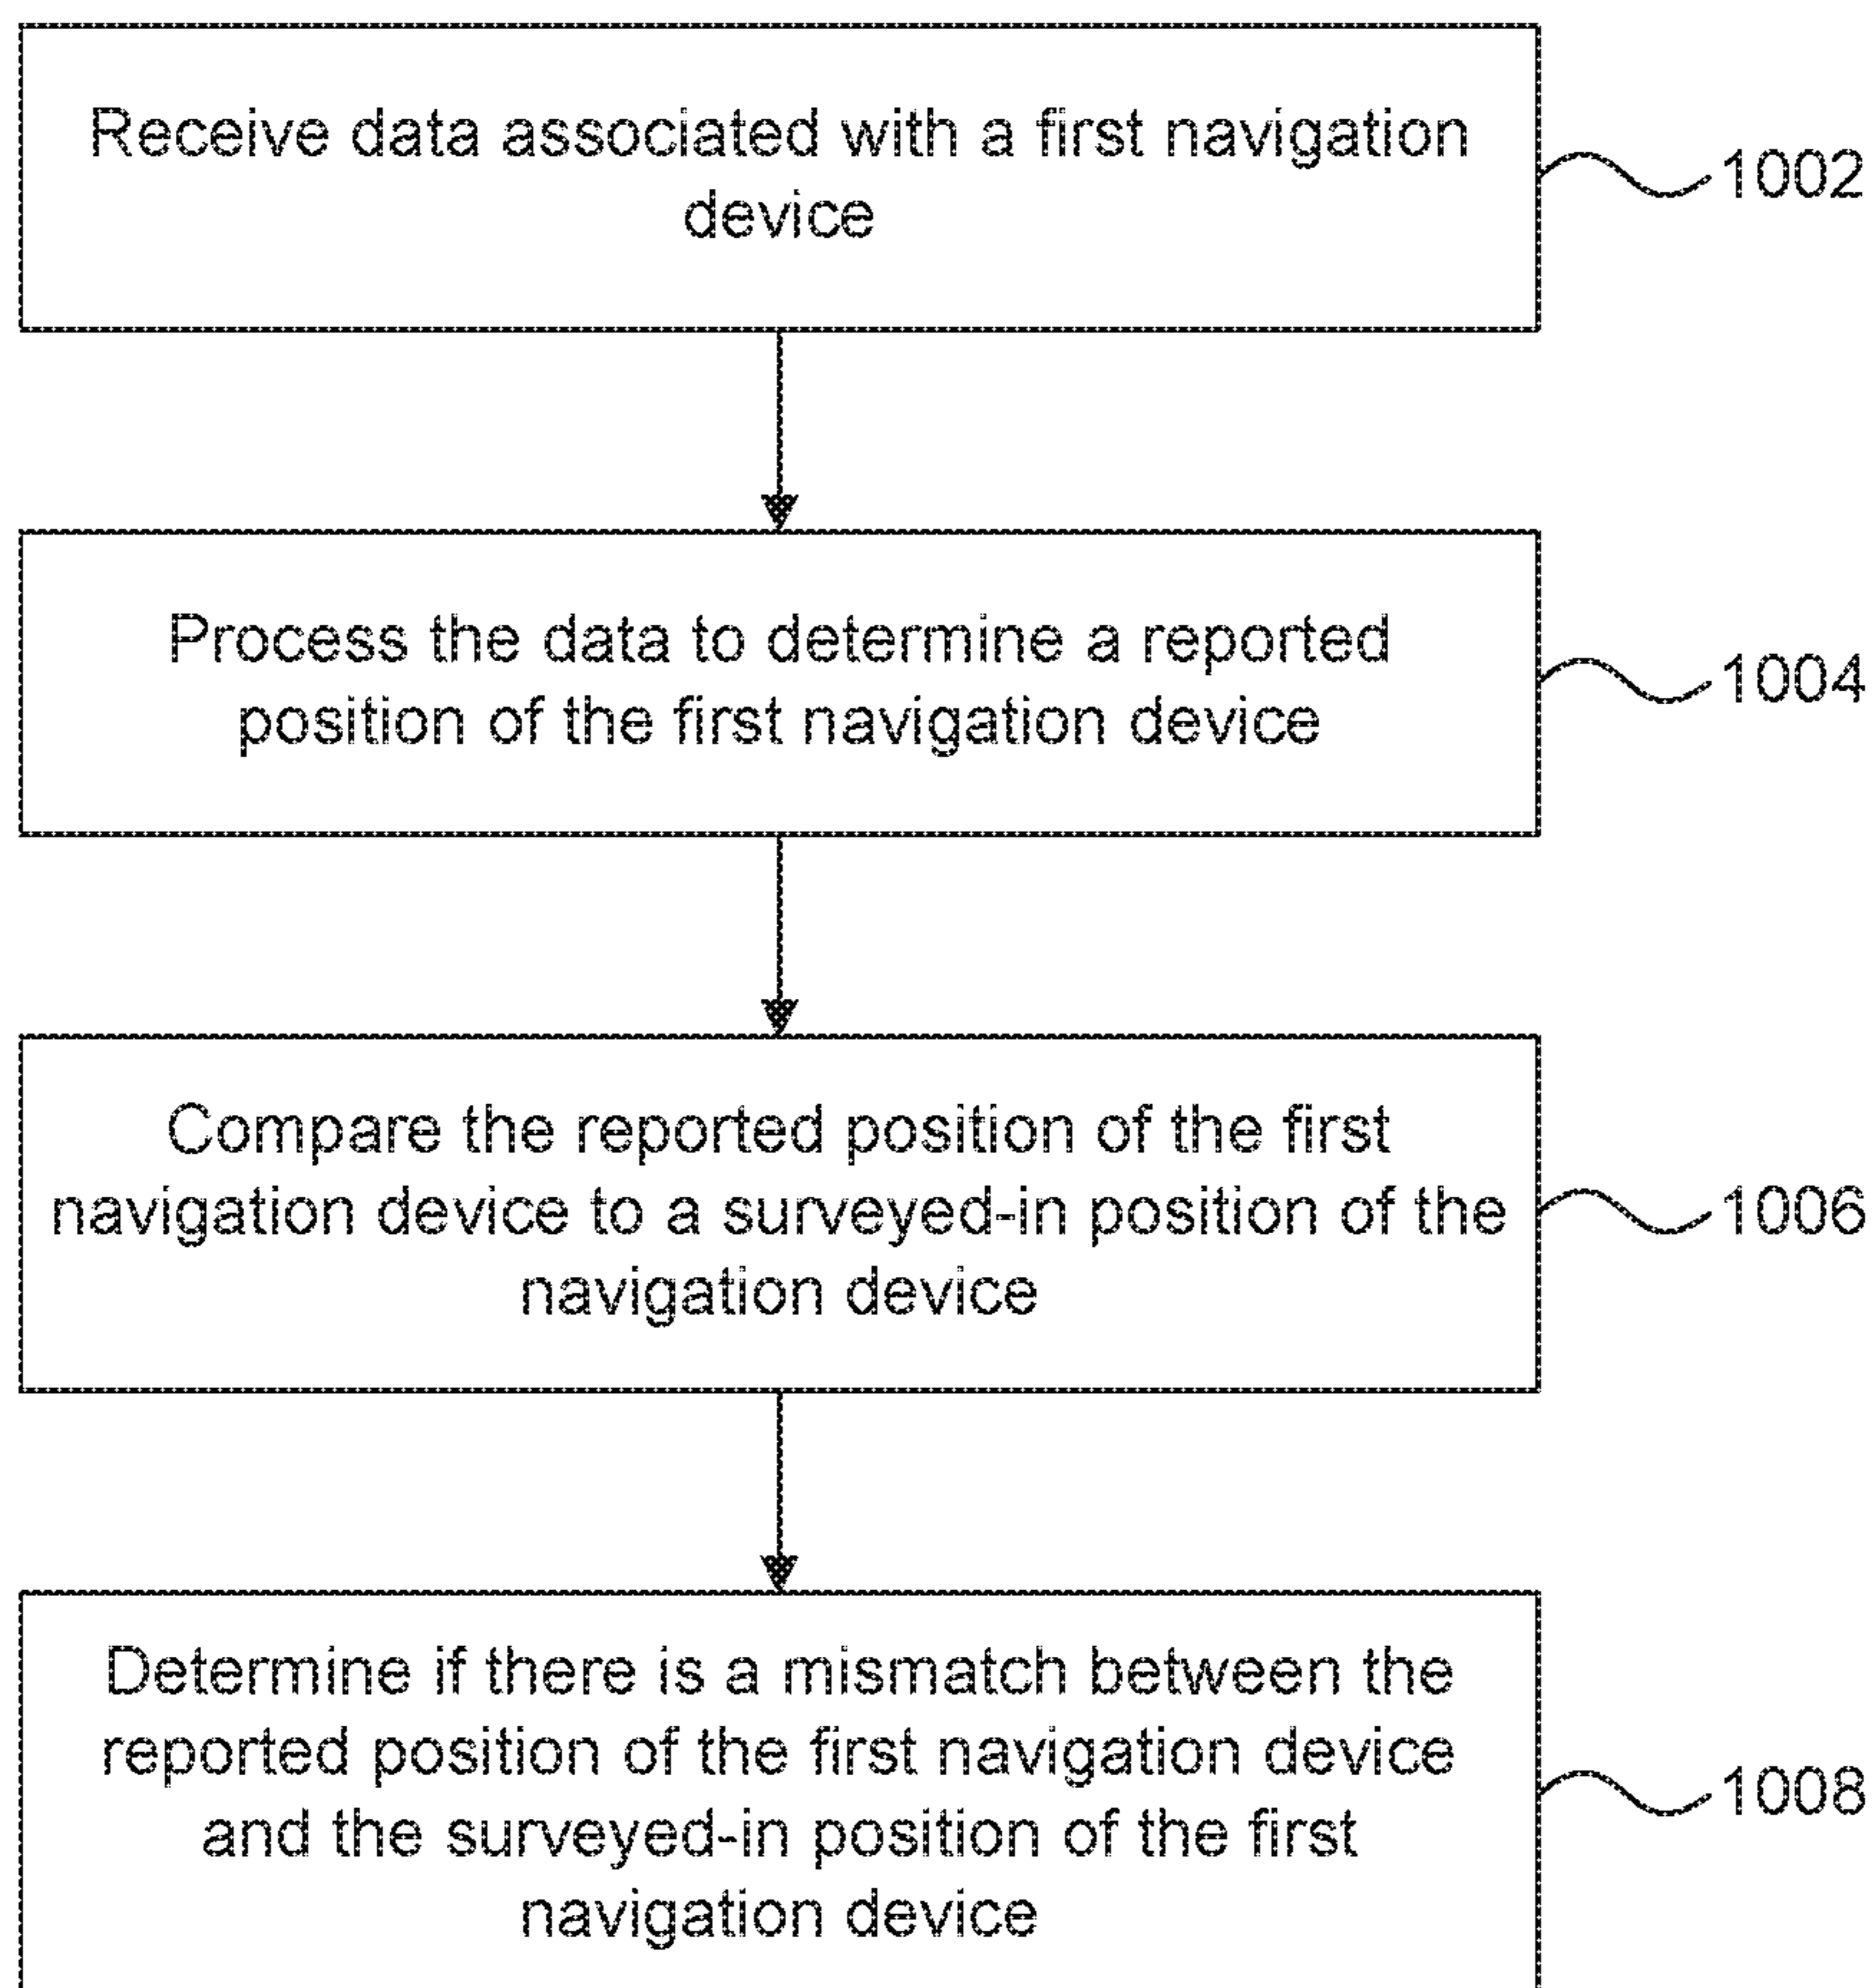 Receive data associated with a first navigation
device
1002
Process the data to determine a reported
position of the first navigation device
1004
Compare the reported position of the first
navigation device to a surveyed-in position of the
navigation device
1006
Determine if there is a mismatch between the
reported position of the first navigation device
and the surveyed-in position of the first
navigation device
1008